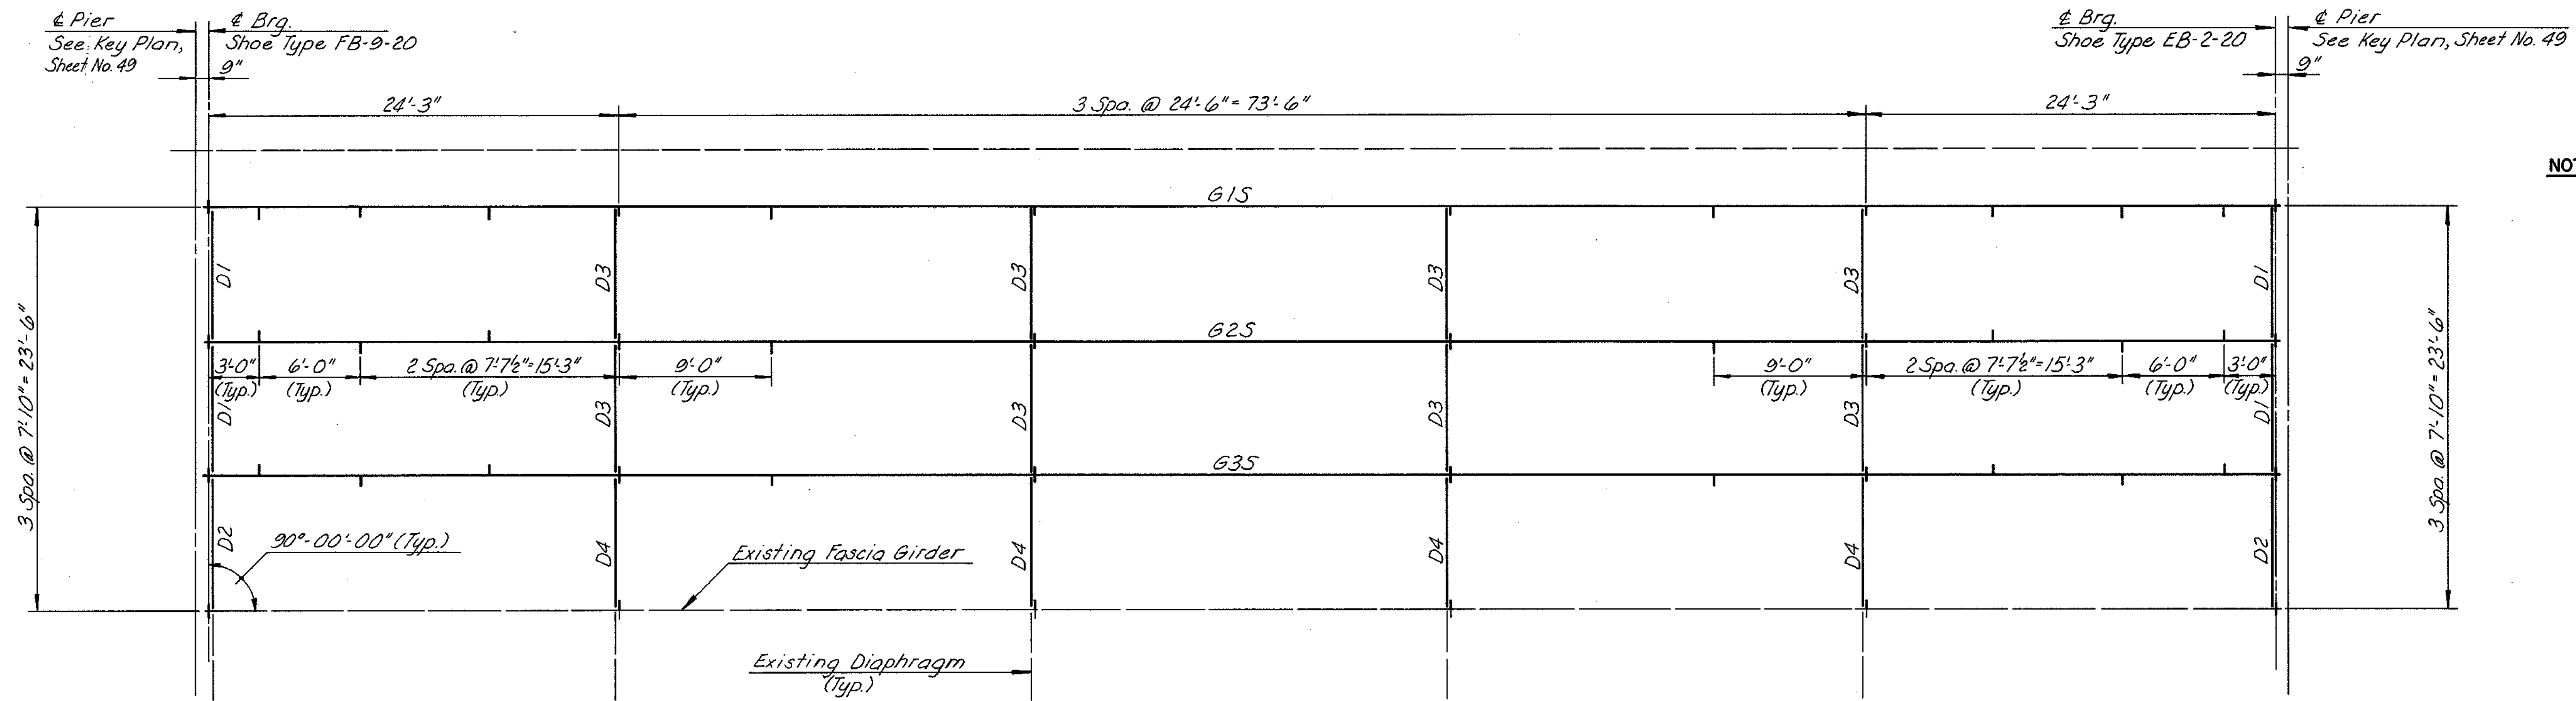 ℄ Pier
See Key Plan,
Sheet No. 49
℄ Brg.
Shoe Type FB-9-20
9"
℄ Brg.
Shoe Type EB-2-20
℄ Pier
See Key Plan, Sheet No. 49
9"
24'-3"
3 Spa. @ 24'-6" = 73'-6"
24'-3"
NOT
G1S
3 Spa. @ 7'-10" = 23'-6"
D1
D3
D3
D3
D3
D1
3 Spa. @ 7'-10" = 23'-6"
G2S
3'-0"
(Typ.)
6'-0"
(Typ.)
2 Spa. @ 7'-7½" = 15'-3"
(Typ.)
9'-0"
(Typ.)
9'-0"
(Typ.)
2 Spa. @ 7'-7½" = 15'-3"
(Typ.)
6'-0"
(Typ.)
3'-0"
(Typ.)
D1
D3
D3
D3
D3
D1
G3S
D2
D4
D4
D4
D4
D2
90°-00'-00" (Typ.)
Existing Fascia Girder
Existing Diaphragm
(Typ.)